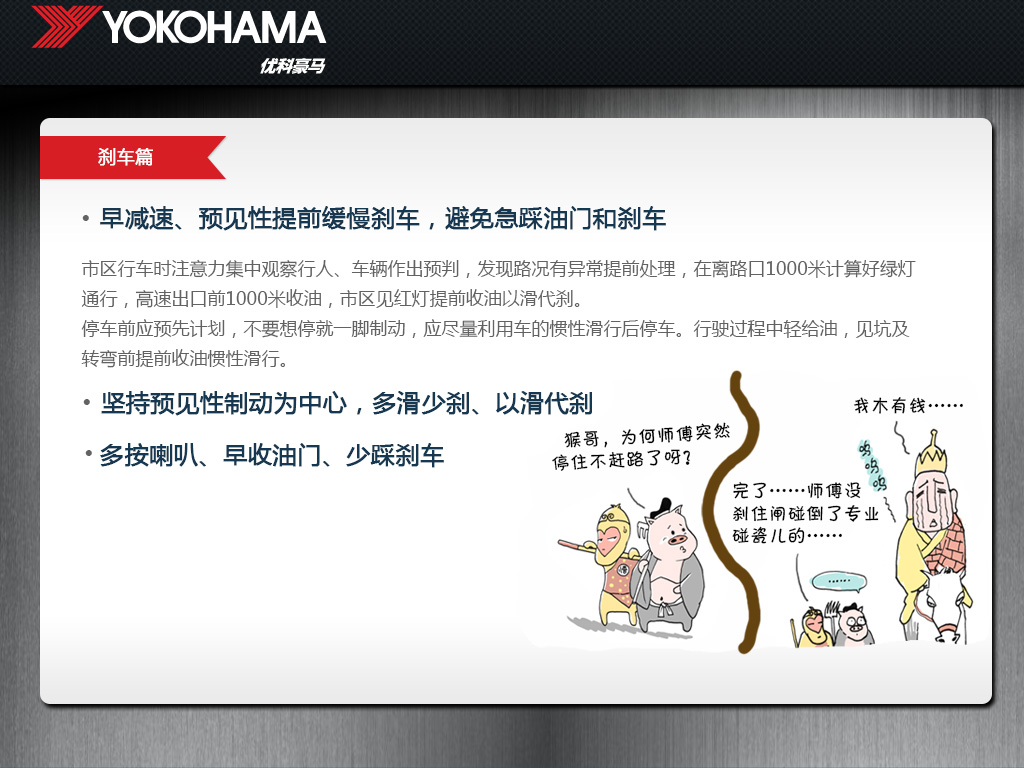 YOKOHAMA
优科豪马
刹车篇
• 早减速、预见性提前缓慢刹车，避免急踩油门和刹车
市区行车时注意力集中观察行人、车辆作出预判，发现路况有异常提前处理，在离路口1000米计算好绿灯
通行，高速出口前1000米收油，市区见红灯提前收油以滑代刹。
停车前应预先计划，不要想停就一脚制动，应尽量利用车的惯性滑行后停车。行驶过程中轻给油，见坑及
转弯前提前收油惯性滑行。
• 坚持预见性制动为中心，多滑少刹、以滑代刹
• 多按喇叭、早收油门、少踩刹车
猴哥，为何师傅突然
停住不赶路了呀？
完了……师傅没
刹住闸碰倒了专业
碰瓷儿的……
……
我木有钱……
呜
呜
呜